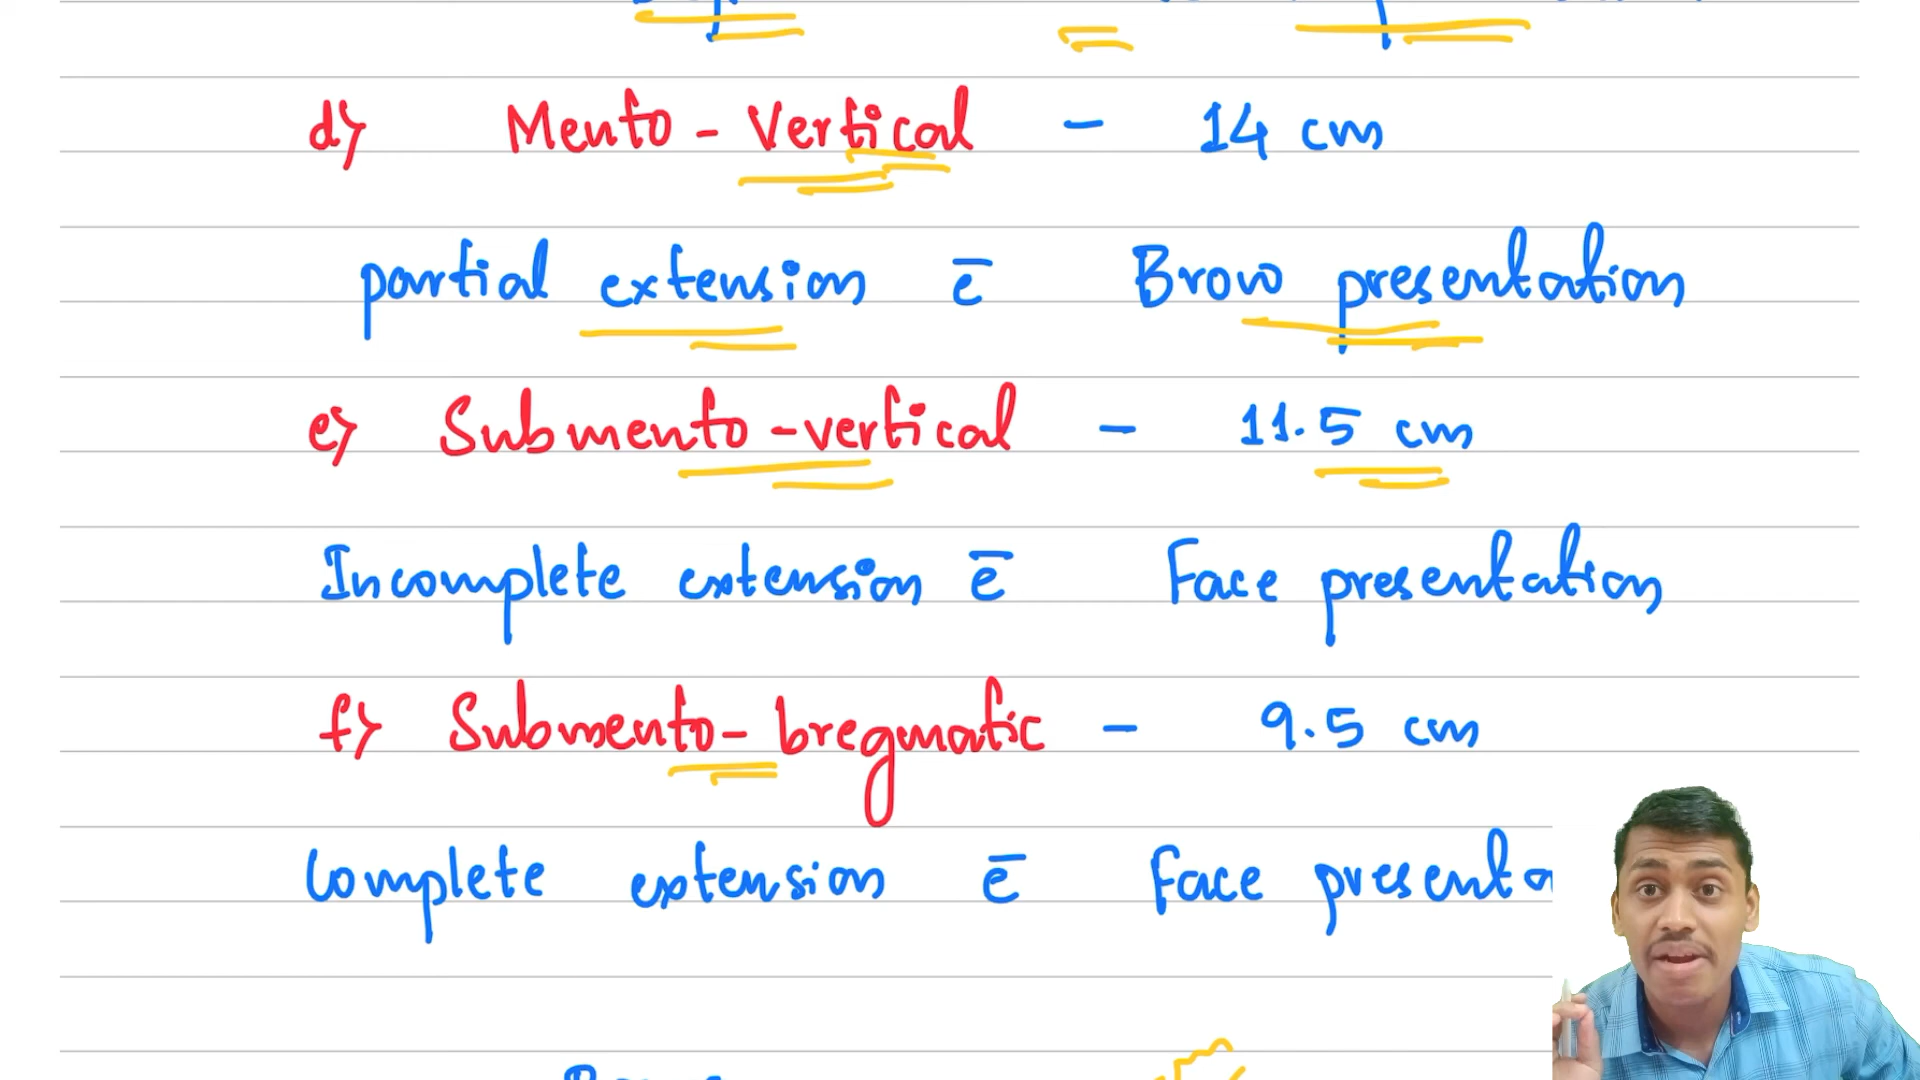 d) Mento - Vertical - 14 cm
partial extension c̄ Brow presentation
e) Submento - vertical - 11.5 cm
Incomplete extension c̄ Face presentation
f) Submento - bregmatic - 9.5 cm
Complete extension c̄ Face presenta